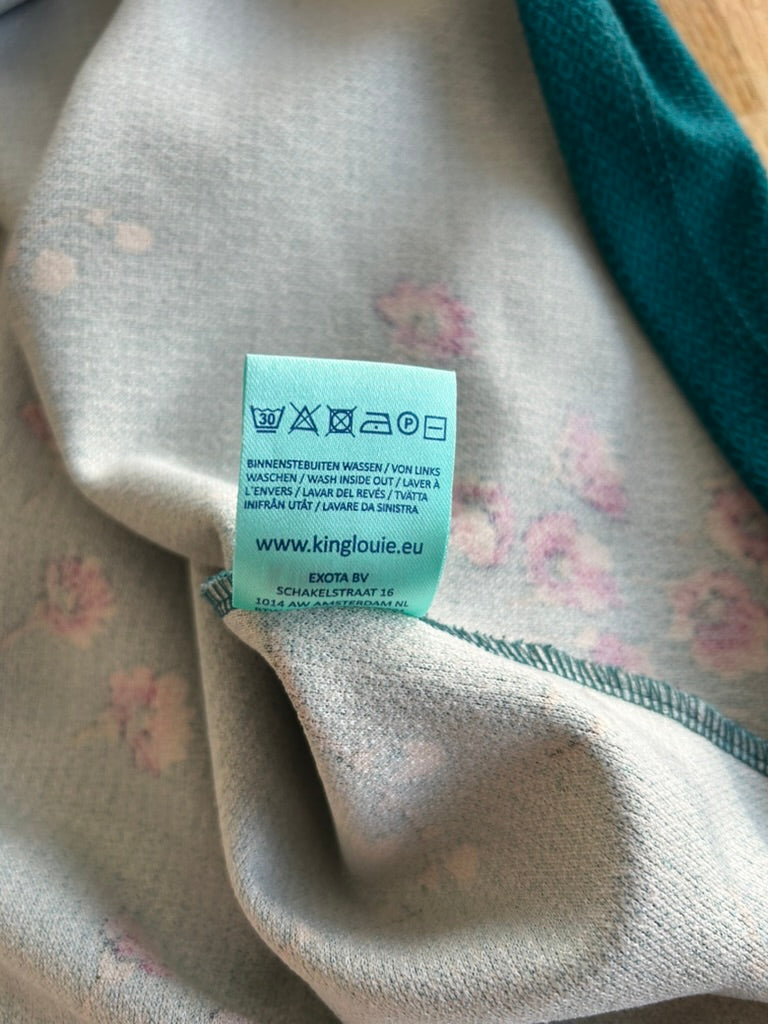 30
P
BINNENSTEBUITEN WASSEN / VON LINKS
WASCHEN / WASH INSIDE OUT / LAVER À
L'ENVERS / LAVAR DEL REVÉS / TVÄTTA
INIFRÅN UTÅT / LAVARE DA SINISTRA
www.kinglouie.eu
EXOTA BV
SCHAKELSTRAAT 16
1014 AW AMSTERDAM NL